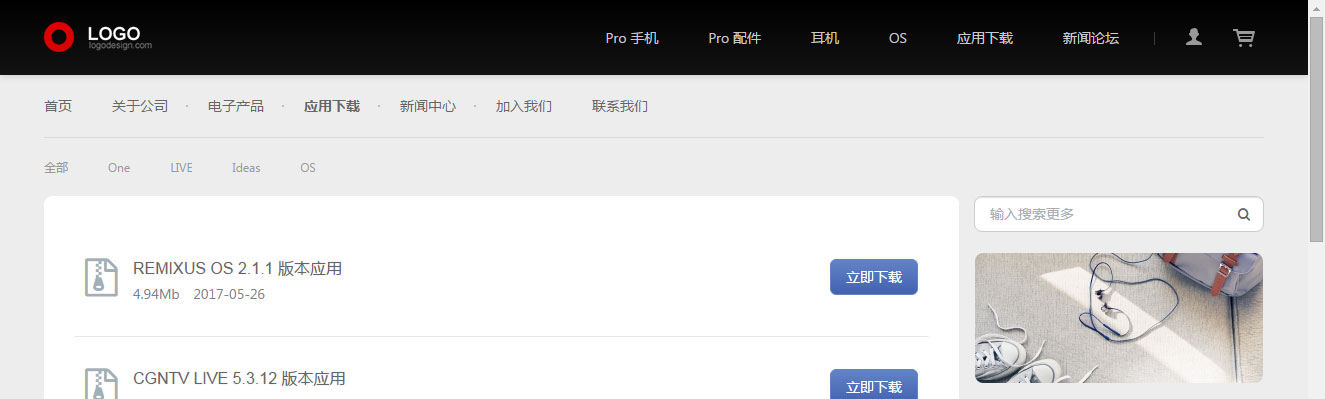 LOGO
logodesign.com
Pro 手机 Pro 配件 耳机 OS 应用下载 新闻论坛
首页 关于公司 · 电子产品 · 应用下载 · 新闻中心 · 加入我们 联系我们
全部 One LIVE Ideas OS
输入搜索更多
REMIXUS OS 2.1.1 版本应用
4.94Mb 2017-05-26
立即下载
CGNTV LIVE 5.3.12 版本应用
立即下载